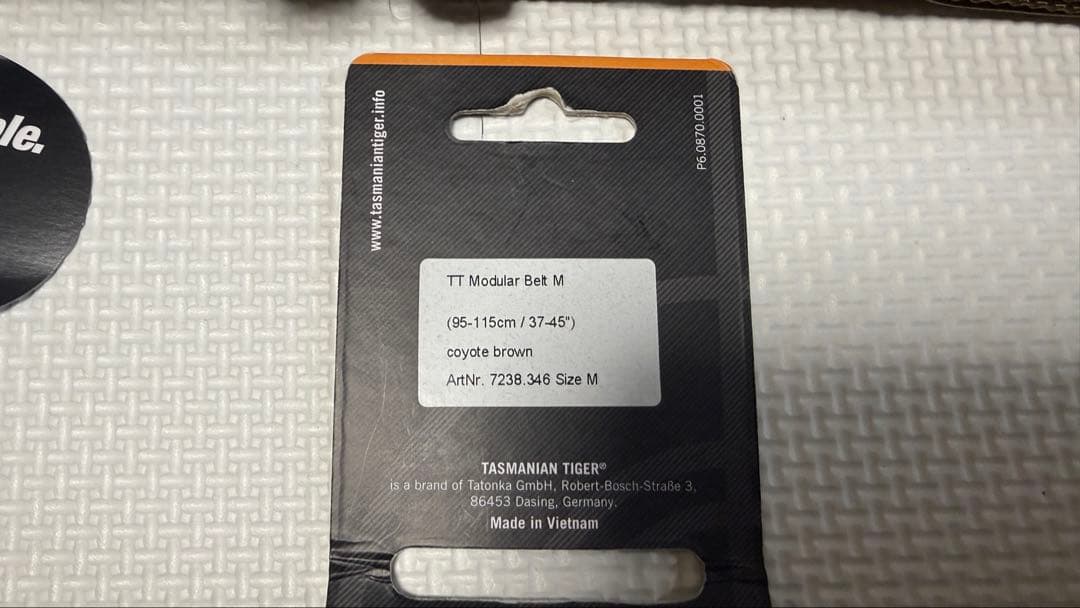 le.
www.tasmaniantiger.info
P6.0870.0001
TT Modular Belt M
(95-115cm / 37-45")
coyote brown
ArtNr. 7238.346 Size M
TASMANIAN TIGER®
is a brand of Tatonka GmbH, Robert-Bosch-Straße 3,
86453 Dasing, Germany.
Made in Vietnam